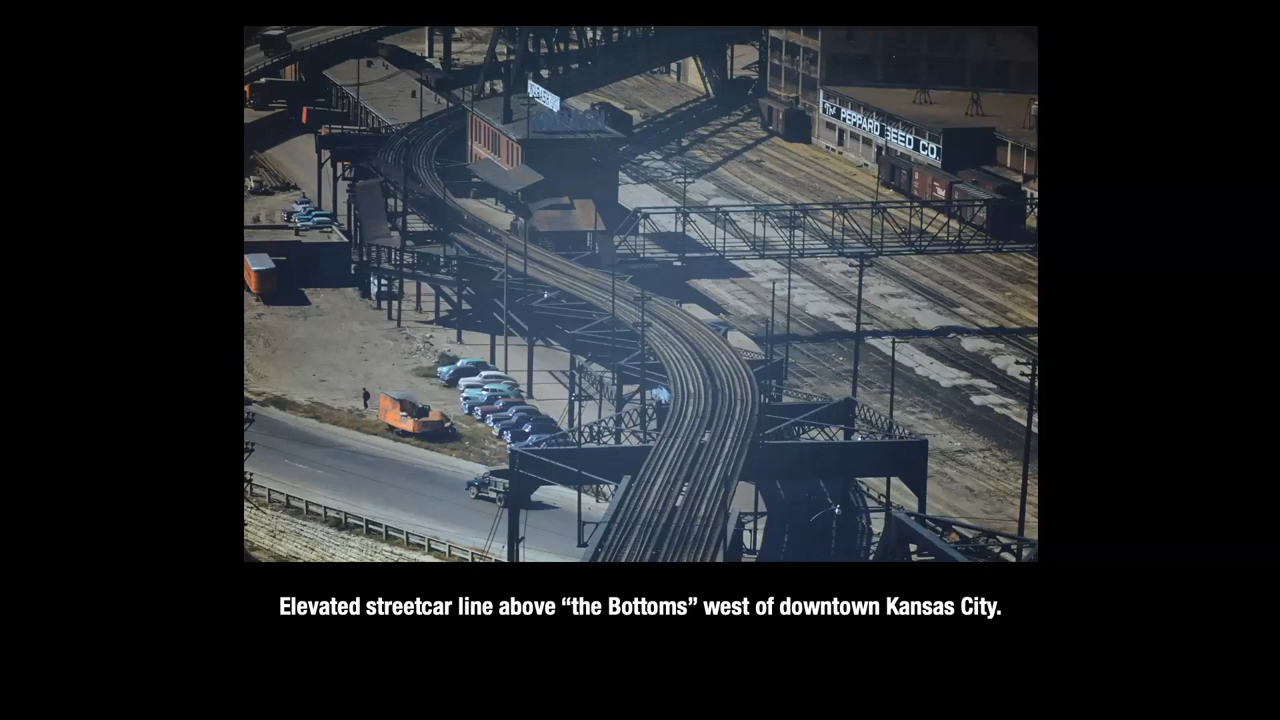 THE PEPPARD SEED CO.
Elevated streetcar line above “the Bottoms” west of downtown Kansas City.